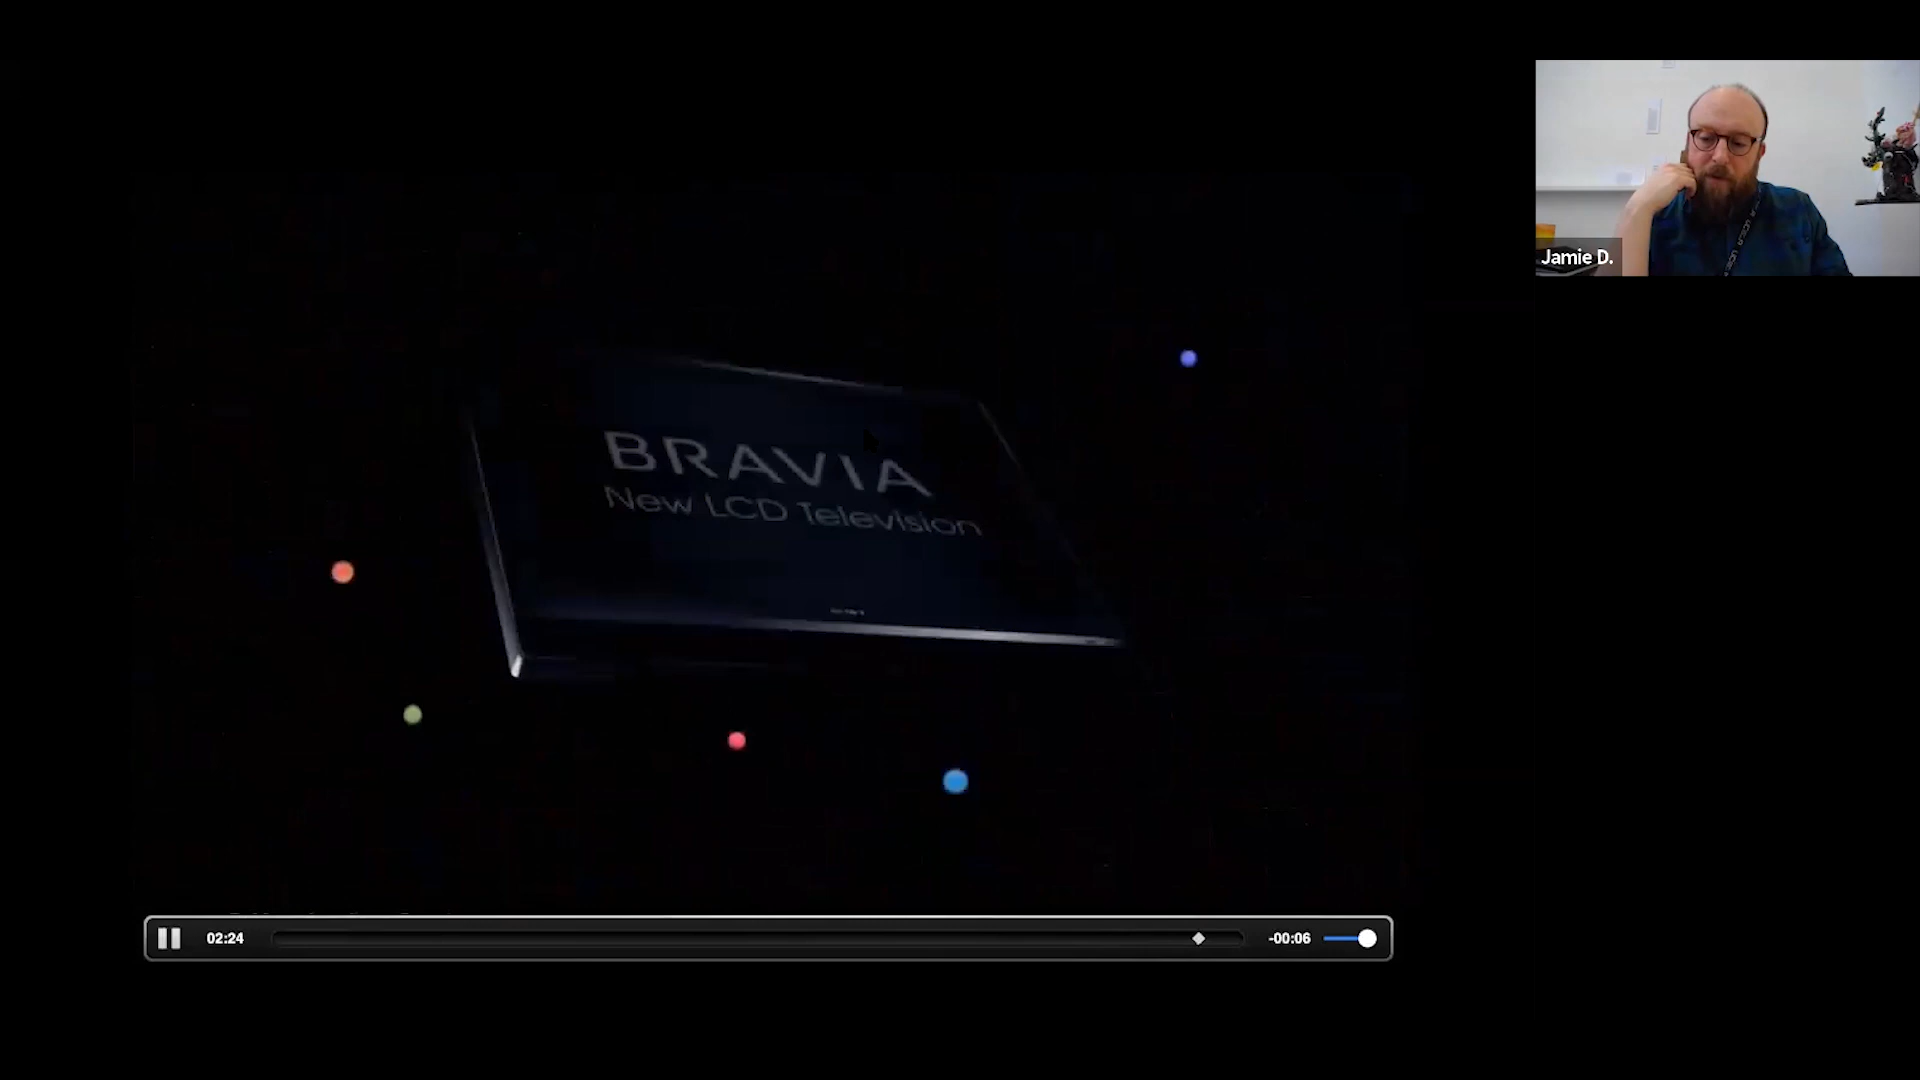 BRAVIA
New LCD Television
Jamie D.
02:24
-00:06